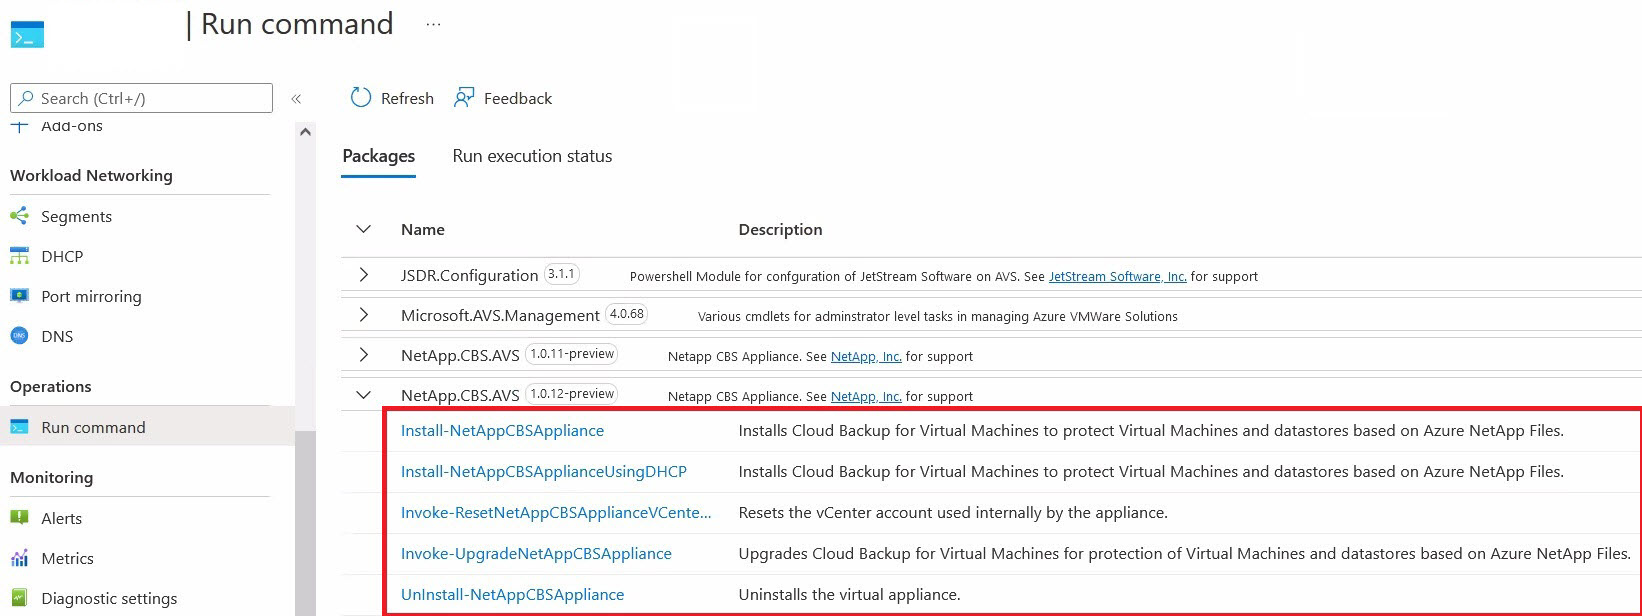 | Run command ...
Search (Ctrl+/) «
Refresh Feedback
Add-ons
Workload Networking
Segments
DHCP
Port mirroring
DNS
Operations
Run command
Monitoring
Alerts
Metrics
Diagnostic settings
Packages Run execution status
Name Description
JSDR.Configuration 3.1.1 Powershell Module for confguration of JetStream Software on AVS. See JetStream Software, Inc. for support
Microsoft.AVS.Management 4.0.68 Various cmdlets for adminstrator level tasks in managing Azure VMWare Solutions
NetApp.CBS.AVS 1.0.11-preview Netapp CBS Appliance. See NetApp, Inc. for support
NetApp.CBS.AVS 1.0.12-preview Netapp CBS Appliance. See NetApp, Inc. for support
Install-NetAppCBSAppliance Installs Cloud Backup for Virtual Machines to protect Virtual Machines and datastores based on Azure NetApp Files.
Install-NetAppCBSApplianceUsingDHCP Installs Cloud Backup for Virtual Machines to protect Virtual Machines and datastores based on Azure NetApp Files.
Invoke-ResetNetAppCBSApplianceVCente... Resets the vCenter account used internally by the appliance.
Invoke-UpgradeNetAppCBSAppliance Upgrades Cloud Backup for Virtual Machines for protection of Virtual Machines and datastores based on Azure NetApp Files.
UnInstall-NetAppCBSAppliance Uninstalls the virtual appliance.